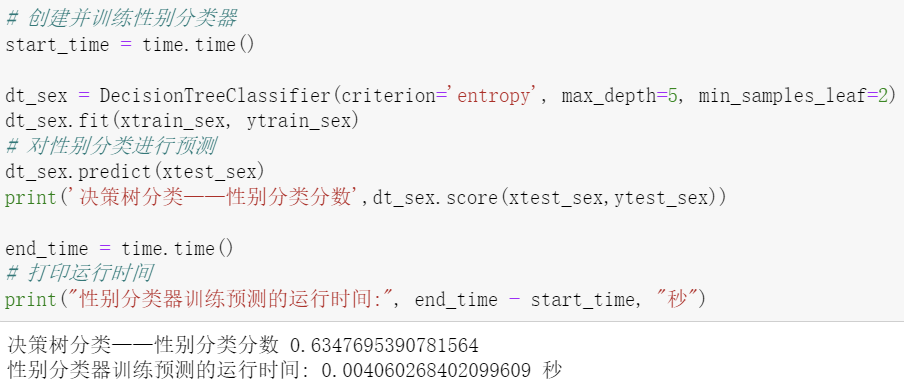 # 创建并训练性别分类器
start_time = time.time()
dt_sex = DecisionTreeClassifier(criterion='entropy', max_depth=5, min_samples_leaf=2)
dt_sex.fit(xtrain_sex, ytrain_sex)
# 对性别分类进行预测
dt_sex.predict(xtest_sex)
print('决策树分类——性别分类分数',dt_sex.score(xtest_sex,ytest_sex))
end_time = time.time()
# 打印运行时间
print("性别分类器训练预测的运行时间:", end_time - start_time, "秒")
决策树分类——性别分类分数 0.6347695390781564
性别分类器训练预测的运行时间: 0.004060268402099609 秒